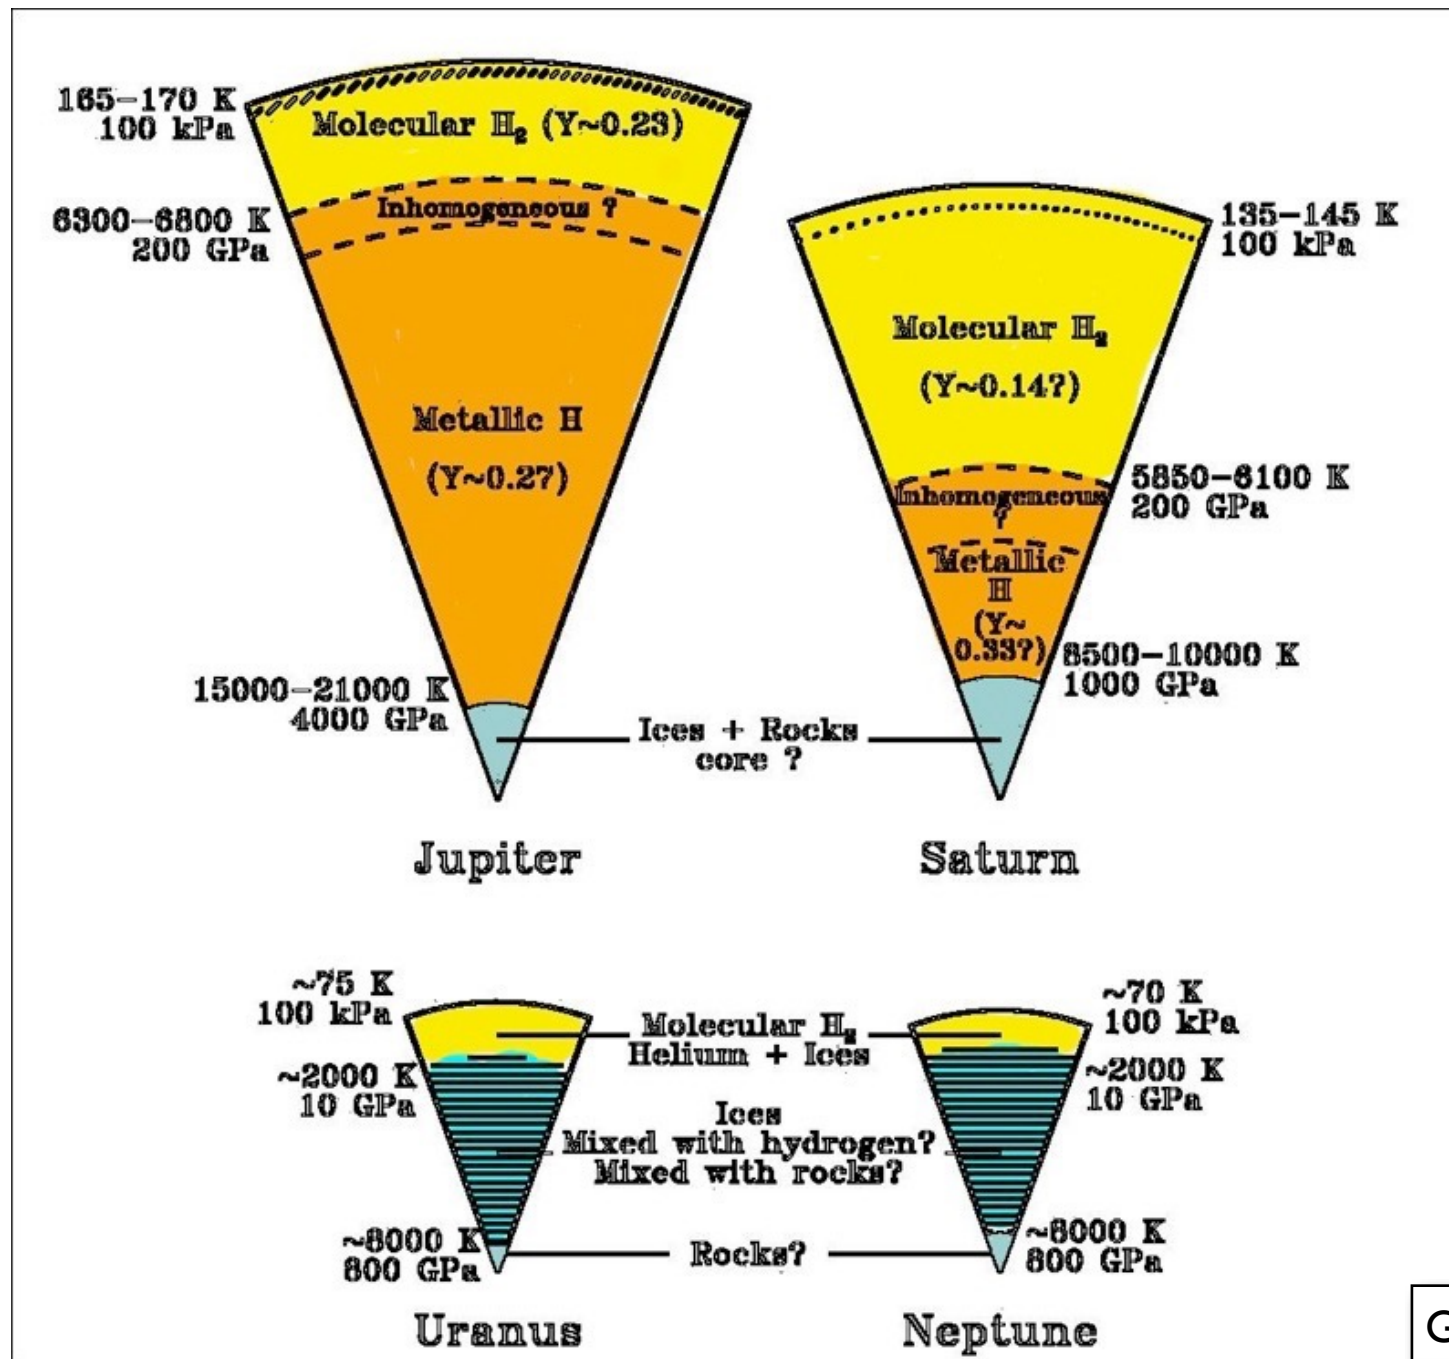 165–170 K
100 kPa
Molecular H₂ (Y~0.23)
6300–6800 K
200 GPa
Inhomogeneous ?
Metallic H
(Y~0.27)
15000–21000 K
4000 GPa
135–145 K
100 kPa
Molecular H₂
(Y~0.14?)
5850–6100 K
200 GPa
Inhomogeneous
?
Metallic
H
(Y~
0.33?)
8500–10000 K
1000 GPa
Ices + Rocks
core ?
Jupiter
Saturn
~75 K
100 kPa
~2000 K
10 GPa
~8000 K
800 GPa
Molecular H₂
Helium + Ices
Ices
Mixed with hydrogen?
Mixed with rocks?
Rocks?
~70 K
100 kPa
~2000 K
10 GPa
~8000 K
800 GPa
Uranus
Neptune